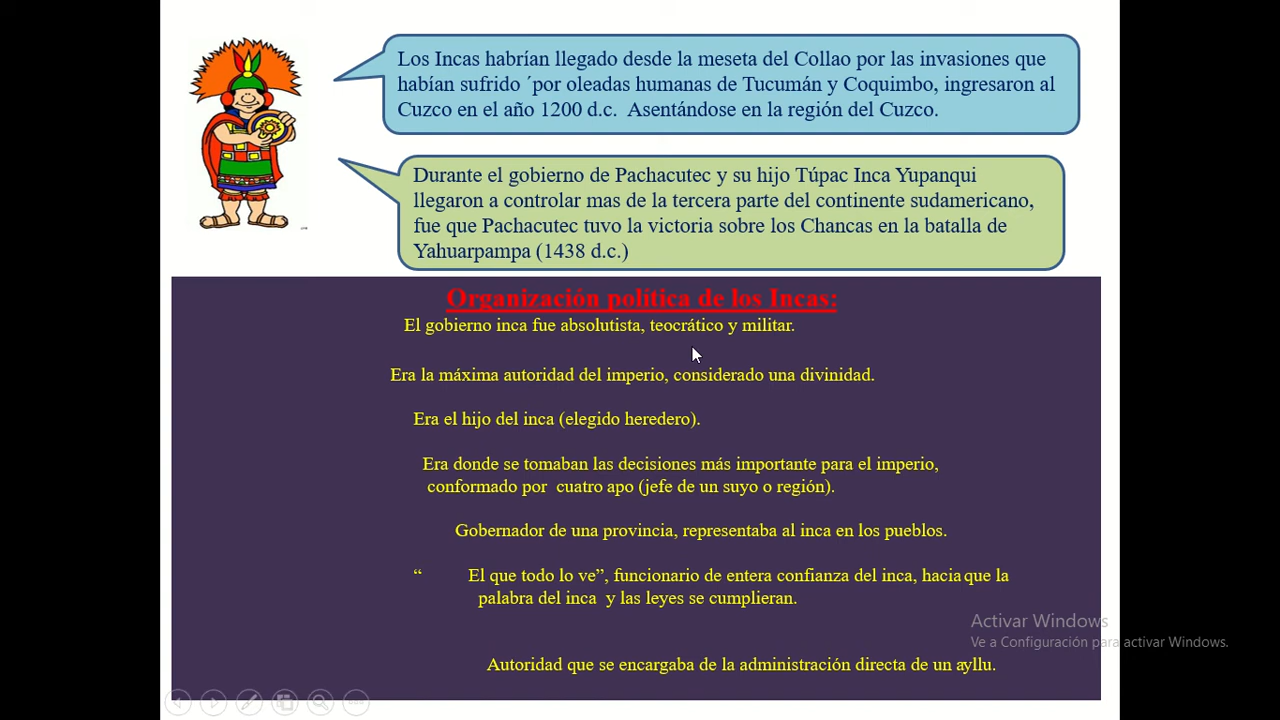 Los Incas habrían llegado desde la meseta del Collao por las invasiones que
habían sufrido ´por oleadas humanas de Tucumán y Coquimbo, ingresaron al
Cuzco en el año 1200 d.c. Asentándose en la región del Cuzco.
Durante el gobierno de Pachacutec y su hijo Túpac Inca Yupanqui
llegaron a controlar mas de la tercera parte del continente sudamericano,
fue que Pachacutec tuvo la victoria sobre los Chancas en la batalla de
Yahuarpampa (1438 d.c.)
Organización política de los Incas:
El gobierno inca fue absolutista, teocrático y militar.
Era la máxima autoridad del imperio, considerado una divinidad.
Era el hijo del inca (elegido heredero).
Era donde se tomaban las decisiones más importante para el imperio,
conformado por cuatro apo (jefe de un suyo o región).
Gobernador de una provincia, representaba al inca en los pueblos.
“ El que todo lo ve”, funcionario de entera confianza del inca, hacia que la
palabra del inca y las leyes se cumplieran.
Activar Windows
Ve a Configuración para activar Windows.
Autoridad que se encargaba de la administración directa de un ayllu.